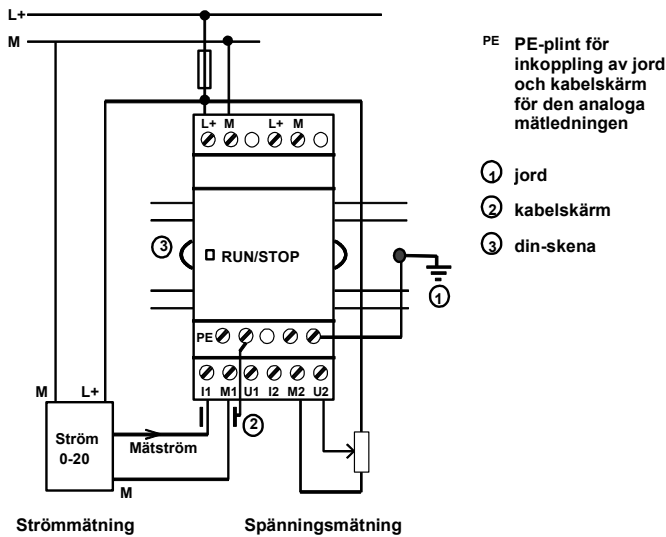 L+
M
PE PE-plint för
inkoppling av jord
och kabelskärm
för den analoga
mätledningen
L+ M L+ M
1 jord
2 kabelskärm
3 din-skena
3
RUN/STOP
1
PE
I1 M1 U1 I2 M2 U2
M L+
2
Ström
0-20
Mätström
M
Strömmätning Spänningsmätning